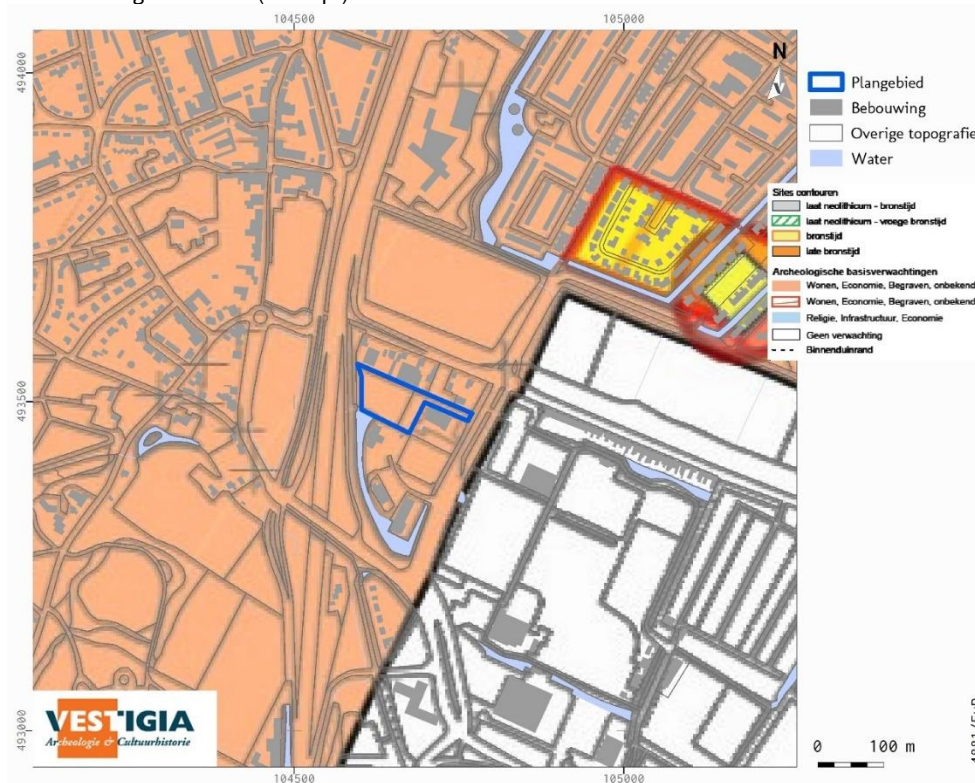 104500
105000
494000
493500
493000
N
Plangebied
Bebouwing
Overige topografie
Water
Sites contouren
laat neolithicum - bronstijd
laat neolithicum - vroege bronstijd
bronstijd
late bronstijd
Archeologische basisverwachtingen
Wonen, Economie, Begraven, onbekend
Wonen, Economie, Begraven, onbekend
Religie, Infrastructuur, Economie
Geen verwachting
Binnenduinrand
VESTIGIA
Archeologie & Cultuurhistorie
0 100 m
104500
105000